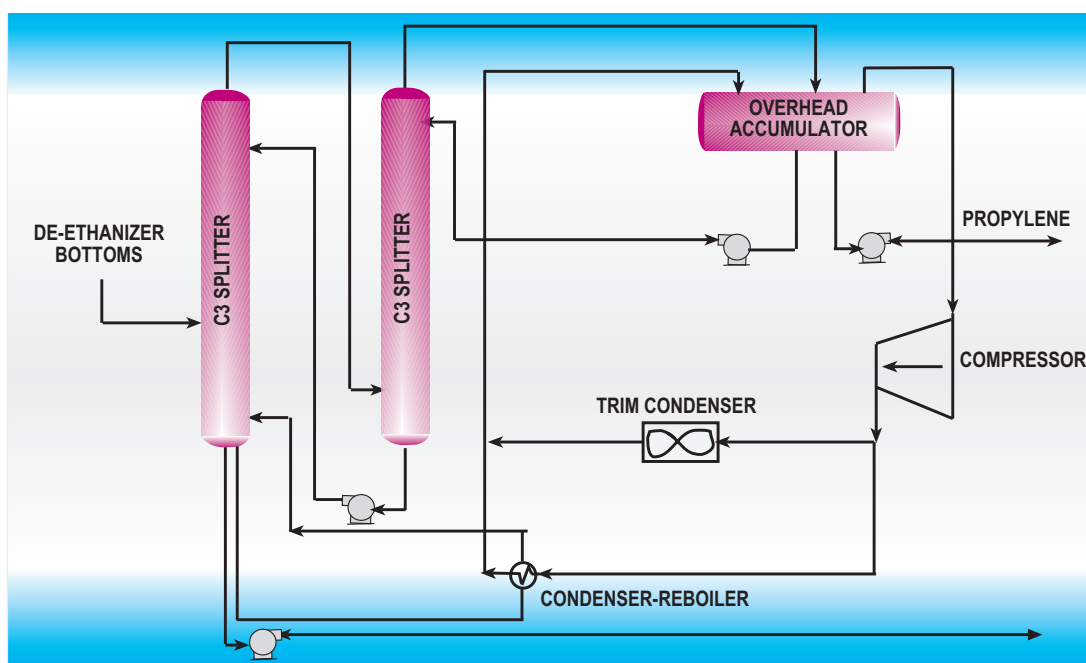 OVERHEAD
ACCUMULATOR
DE-ETHANIZER
BOTTOMS
C3 SPLITTER
C3 SPLITTER
PROPYLENE
COMPRESSOR
TRIM CONDENSER
CONDENSER-REBOILER